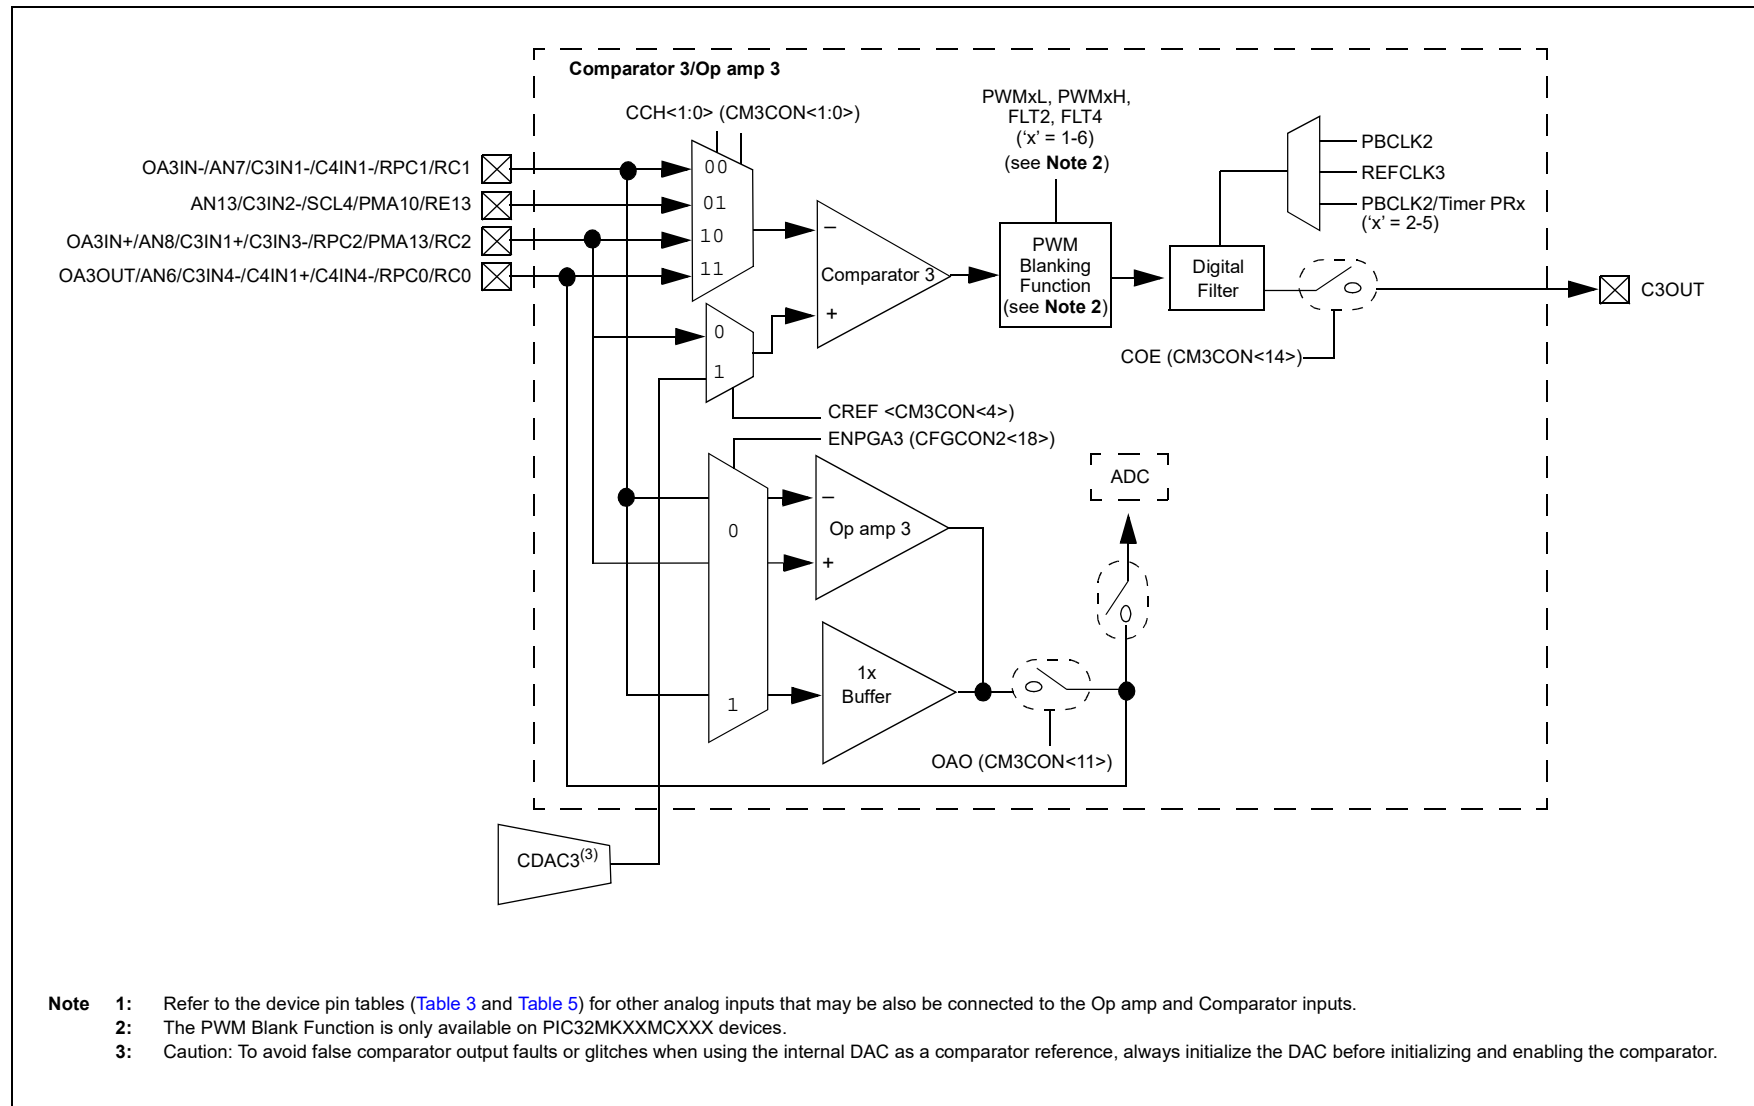 Comparator 3/Op amp 3
CCH<1:0> (CM3CON<1:0>)
PWMxL, PWMxH,
FLT2, FLT4
(‘x’ = 1-6)
(see Note 2)
OA3IN-/AN7/C3IN1-/C4IN1-/RPC1/RC1
AN13/C3IN2-/SCL4/PMA10/RE13
OA3IN+/AN8/C3IN1+/C3IN3-/RPC2/PMA13/RC2
OA3OUT/AN6/C3IN4-/C4IN1+/C4IN4-/RPC0/RC0
00
01
10
11
–
Comparator 3
+
PWM
Blanking
Function
(see Note 2)
Digital
Filter
PBCLK2
REFCLK3
PBCLK2/Timer PRx
(‘x’ = 2-5)
C3OUT
COE (CM3CON<14>)
0
1
CREF <CM3CON<4>)
ENPGA3 (CFGCON2<18>)
0
1
–
Op amp 3
+
ADC
1x
Buffer
OAO (CM3CON<11>)
CDAC3(3)
Note 1: Refer to the device pin tables (Table 3 and Table 5) for other analog inputs that may be also be connected to the Op amp and Comparator inputs.
2: The PWM Blank Function is only available on PIC32MKXXMCXXX devices.
3: Caution: To avoid false comparator output faults or glitches when using the internal DAC as a comparator reference, always initialize the DAC before initializing and enabling the comparator.